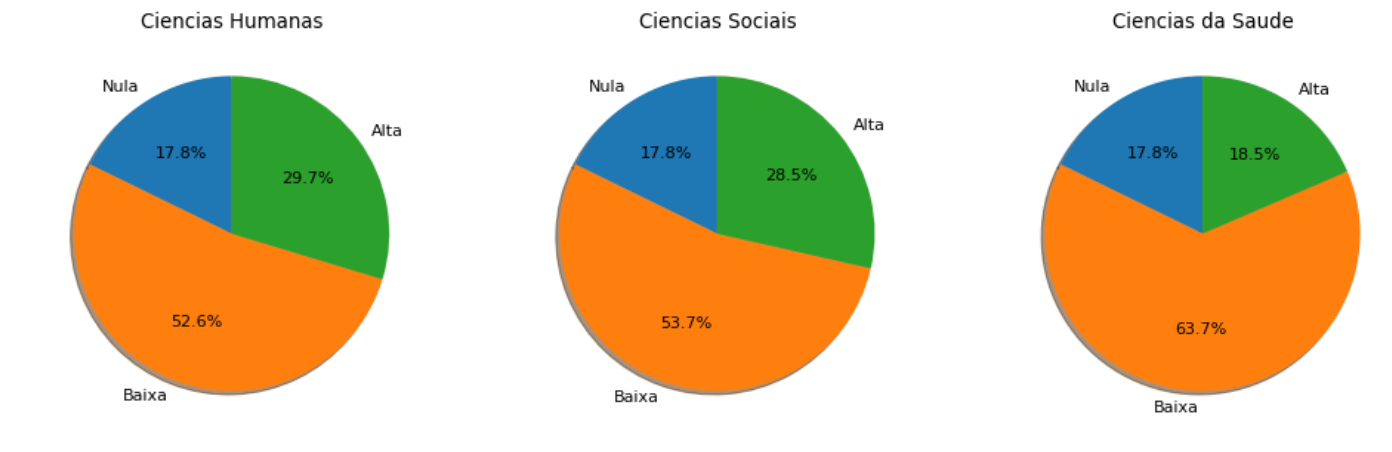 Ciencias Humanas
Nula
Alta
17.8%
29.7%
52.6%
Baixa
Ciencias Sociais
Nula
Alta
17.8%
28.5%
53.7%
Baixa
Ciencias da Saude
Nula
Alta
17.8%
18.5%
63.7%
Baixa